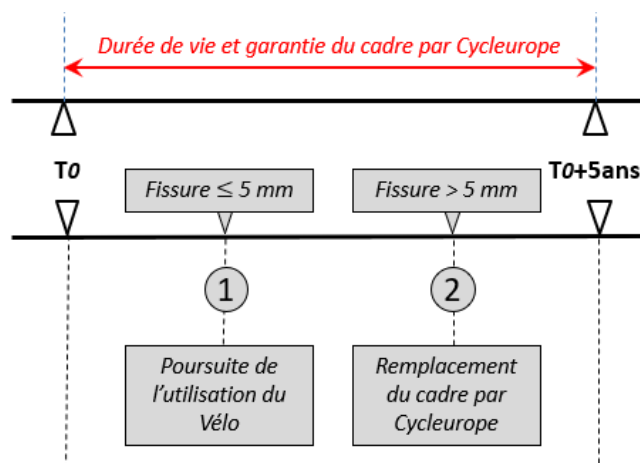 Durée de vie et garantie du cadre par Cycleurope
T0
T0+5ans
Fissure ≤ 5 mm
Fissure > 5 mm
1
2
Poursuite de
l'utilisation du
Vélo
Remplacement
du cadre par
Cycleurope